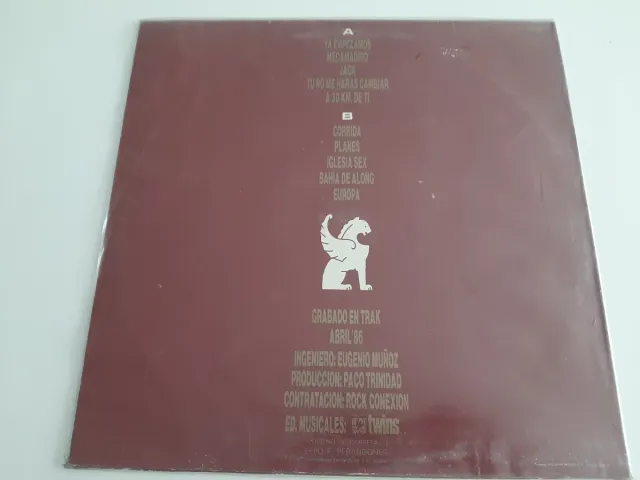 A
YA EMPEZAMOS
MEGAMADRID
JACK
TU NO ME HARAS CAMBIAR
A 30 KM. DE TI
B
CORRIDA
PLANES
IGLESIA SEX
BAHIA DE ALONG
EUROPA
GRABADO EN TRAK
ABRIL'86
INGENIERO: EUGENIO MUÑOZ
PRODUCCION: PACO TRINIDAD
CONTRATACION: ROCK CONEXION
ED. MUSICALES: twins